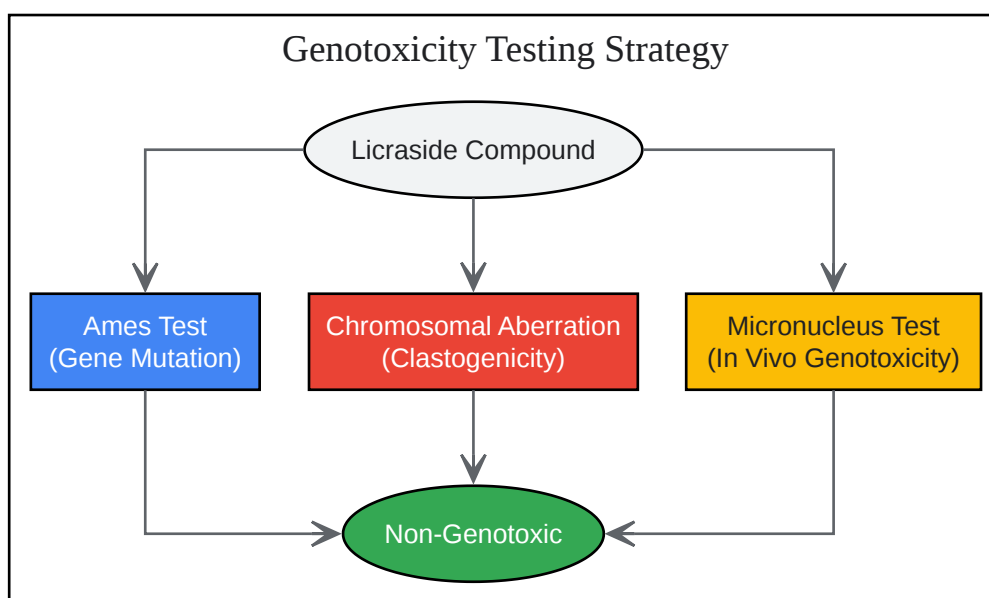 Genotoxicity Testing Strategy
Licraside Compound
Ames Test
(Gene Mutation)
Chromosomal Aberration
(Clastogenicity)
Micronucleus Test
(In Vivo Genotoxicity)
Non-Genotoxic